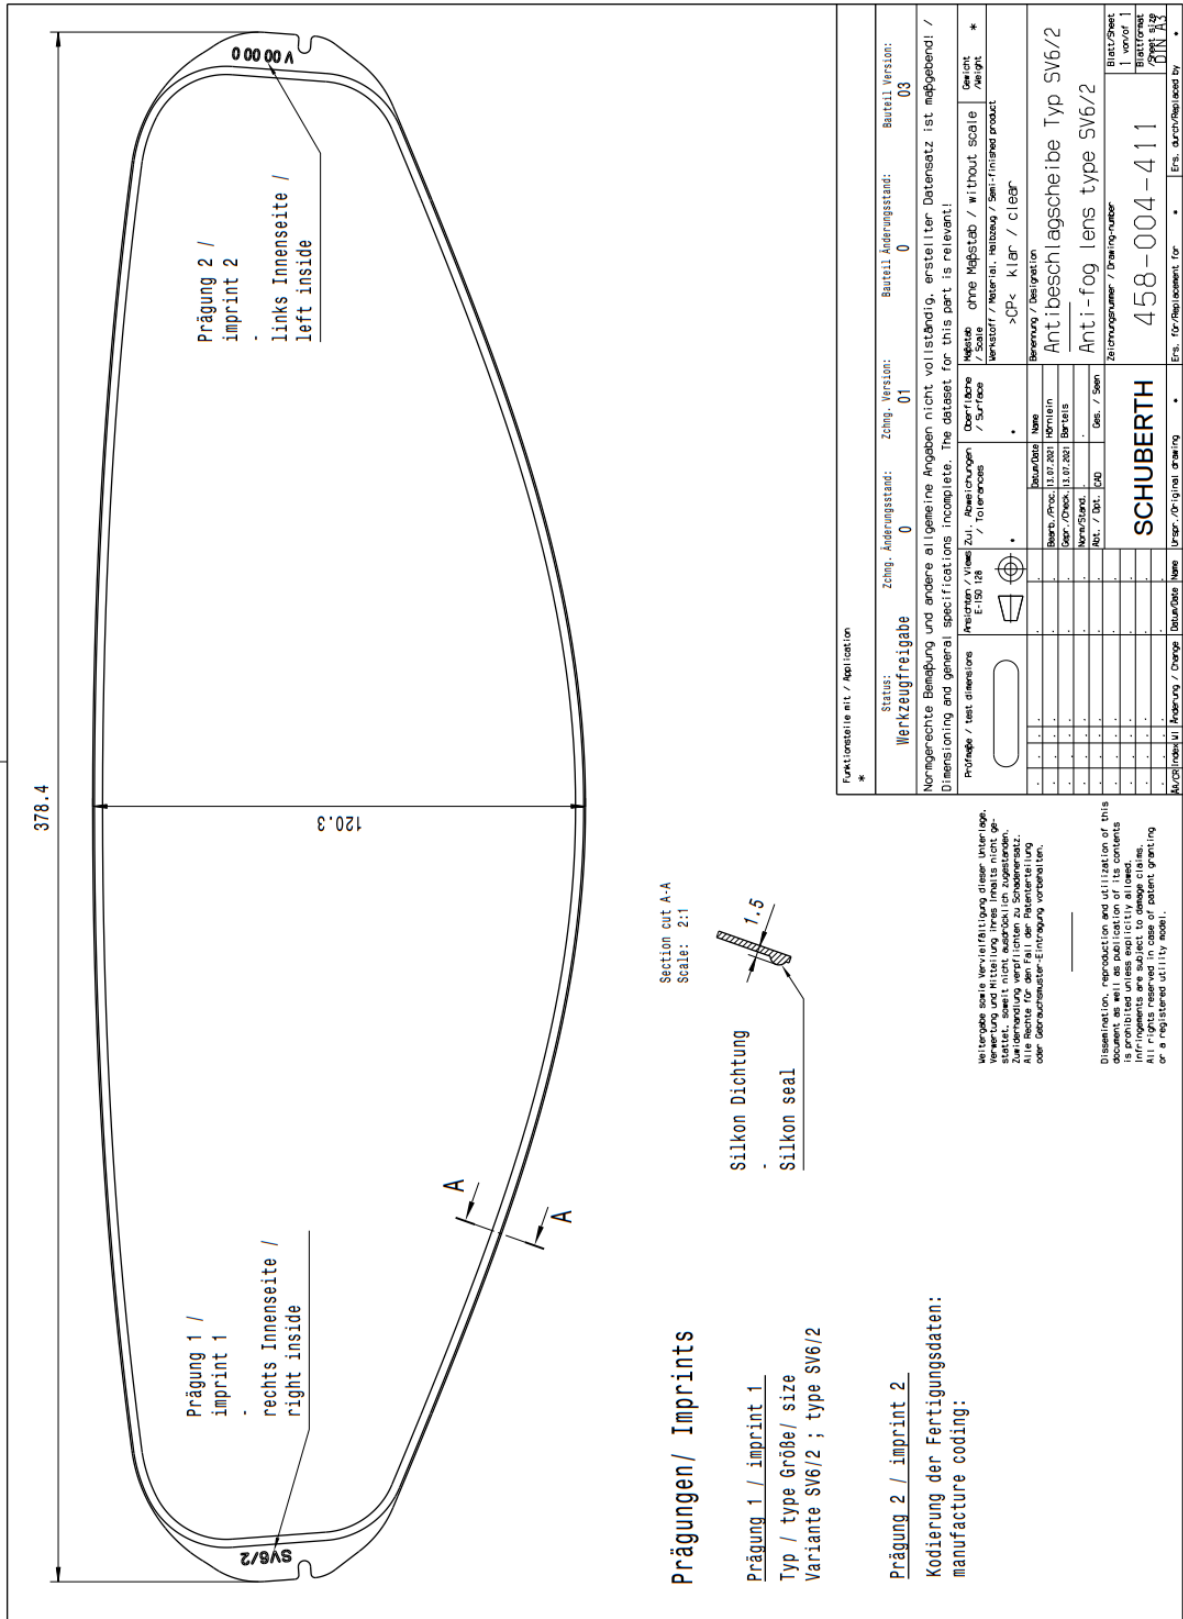 378.4
120.3
SV6/2
V 00 00 0
Prägung 1 /
imprint 1
-
rechts Innenseite /
right inside
Prägung 2 /
imprint 2
-
links Innenseite /
left inside
A
A
Section cut A-A
Scale: 2:1
1.5
Silkon Dichtung
-
Silkon seal
Prägungen/ Imprints
Prägung 1 / imprint 1
Typ / type Größe/ size
Variante SV6/2 ; type SV6/2
Prägung 2 / imprint 2
Kodierung der Fertigungsdaten:
manufacture coding:
Weitergabe sowie Vervielfältigung dieser Unterlage,
Verwertung und Mitteilung ihres Inhalts nicht ge-
stattet, soweit nicht ausdrücklich zugestanden.
Zuwiderhandlung verpflichten zu Schadenersatz.
Alle Rechte für den Fall der Patenterteilung
oder Gebrauchsmuster-Eintragung vorbehalten.
Dissemination, reproduction and utilization of this
document as well as publication of its contents
is prohibited unless explicitly allowed.
Infringements are subject to damage claims.
All rights reserved in case of patent granting
or a registered utility model.
Funktionsteile mit / Application
*
Status: Zchng. Änderungsstand: Zchng. Version: Bauteil Änderungsstand: Bauteil Version:
Werkzeugfreigabe 0 01 0 03
Normgerechte Bemaßung und andere allgemeine Angaben nicht vollständig, erstellter Datensatz ist maßgebend! /
Dimensioning and general specifications incomplete. The dataset for this part is relevant!
Prüfmaße / test dimensions
Ansichten / Views
E-ISO 128
Zul. Abweichungen
/ Tolerances
*
Oberfläche
/ Surface
*
Maßstab
/ Scale
ohne Maßstab / without scale
Gewicht
/Weight
*
Werkstoff / Material, Halbzeug / Semi-finished product
>CP< klar / clear
Datum/Date Name
Bearb./Proc. 13.07.2021 Hörnlein
Gepr./Check. 13.07.2021 Bartels
Norm/Stand. . .
Abt. / Dpt. CAD Ges. / Seen
Benennung / Designation
Antibeschlagscheibe Typ SV6/2
Anti-fog lens type SV6/2
SCHUBERTH
Zeichnungsnummer / Drawing-number
458-004-411
Blatt/Sheet
1 von/of 1
Blattformat
/Sheet size
DIN A3
AA/CR Index WI Änderung / Change Datum/Date Name
Urspr./Original drawing *
Ers. für/Replacement for *
Ers. durch/Replaced by *